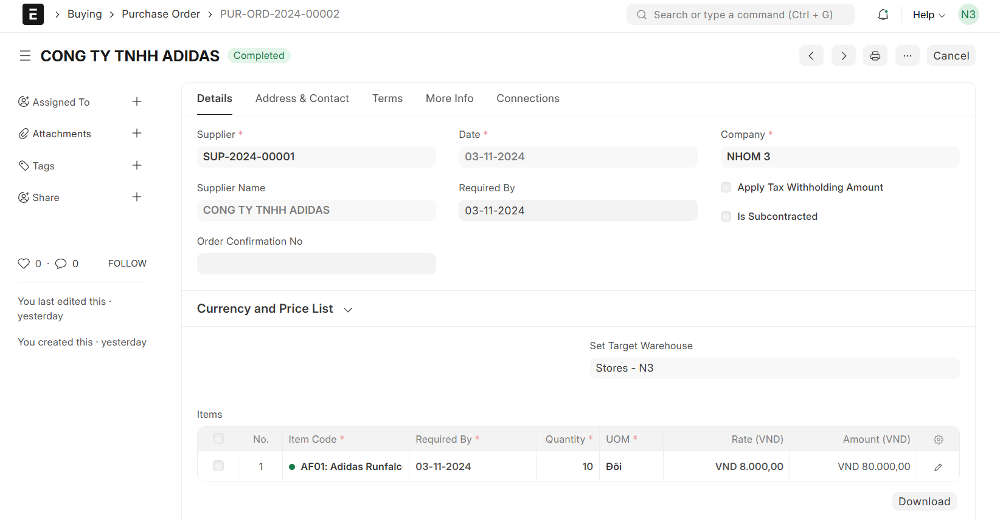 E Buying Purchase Order PUR-ORD-2024-00002 Search or type a command (Ctrl + G) Help N3
CONG TY TNHH ADIDAS Completed ... Cancel
Assigned To
Attachments
Tags
Share
0 · 0 FOLLOW
You last edited this ·
yesterday
You created this · yesterday
Details Address & Contact Terms More Info Connections
Supplier * Date * Company *
SUP-2024-00001 03-11-2024 NHOM 3
Supplier Name Required By Apply Tax Withholding Amount
CONG TY TNHH ADIDAS 03-11-2024 Is Subcontracted
Order Confirmation No
Currency and Price List
Set Target Warehouse
Stores - N3
Items
No. Item Code * Required By * Quantity * UOM * Rate (VND) Amount (VND)
1 AF01: Adidas Runfalc 03-11-2024 10 Đôi VND 8.000,00 VND 80.000,00
Download